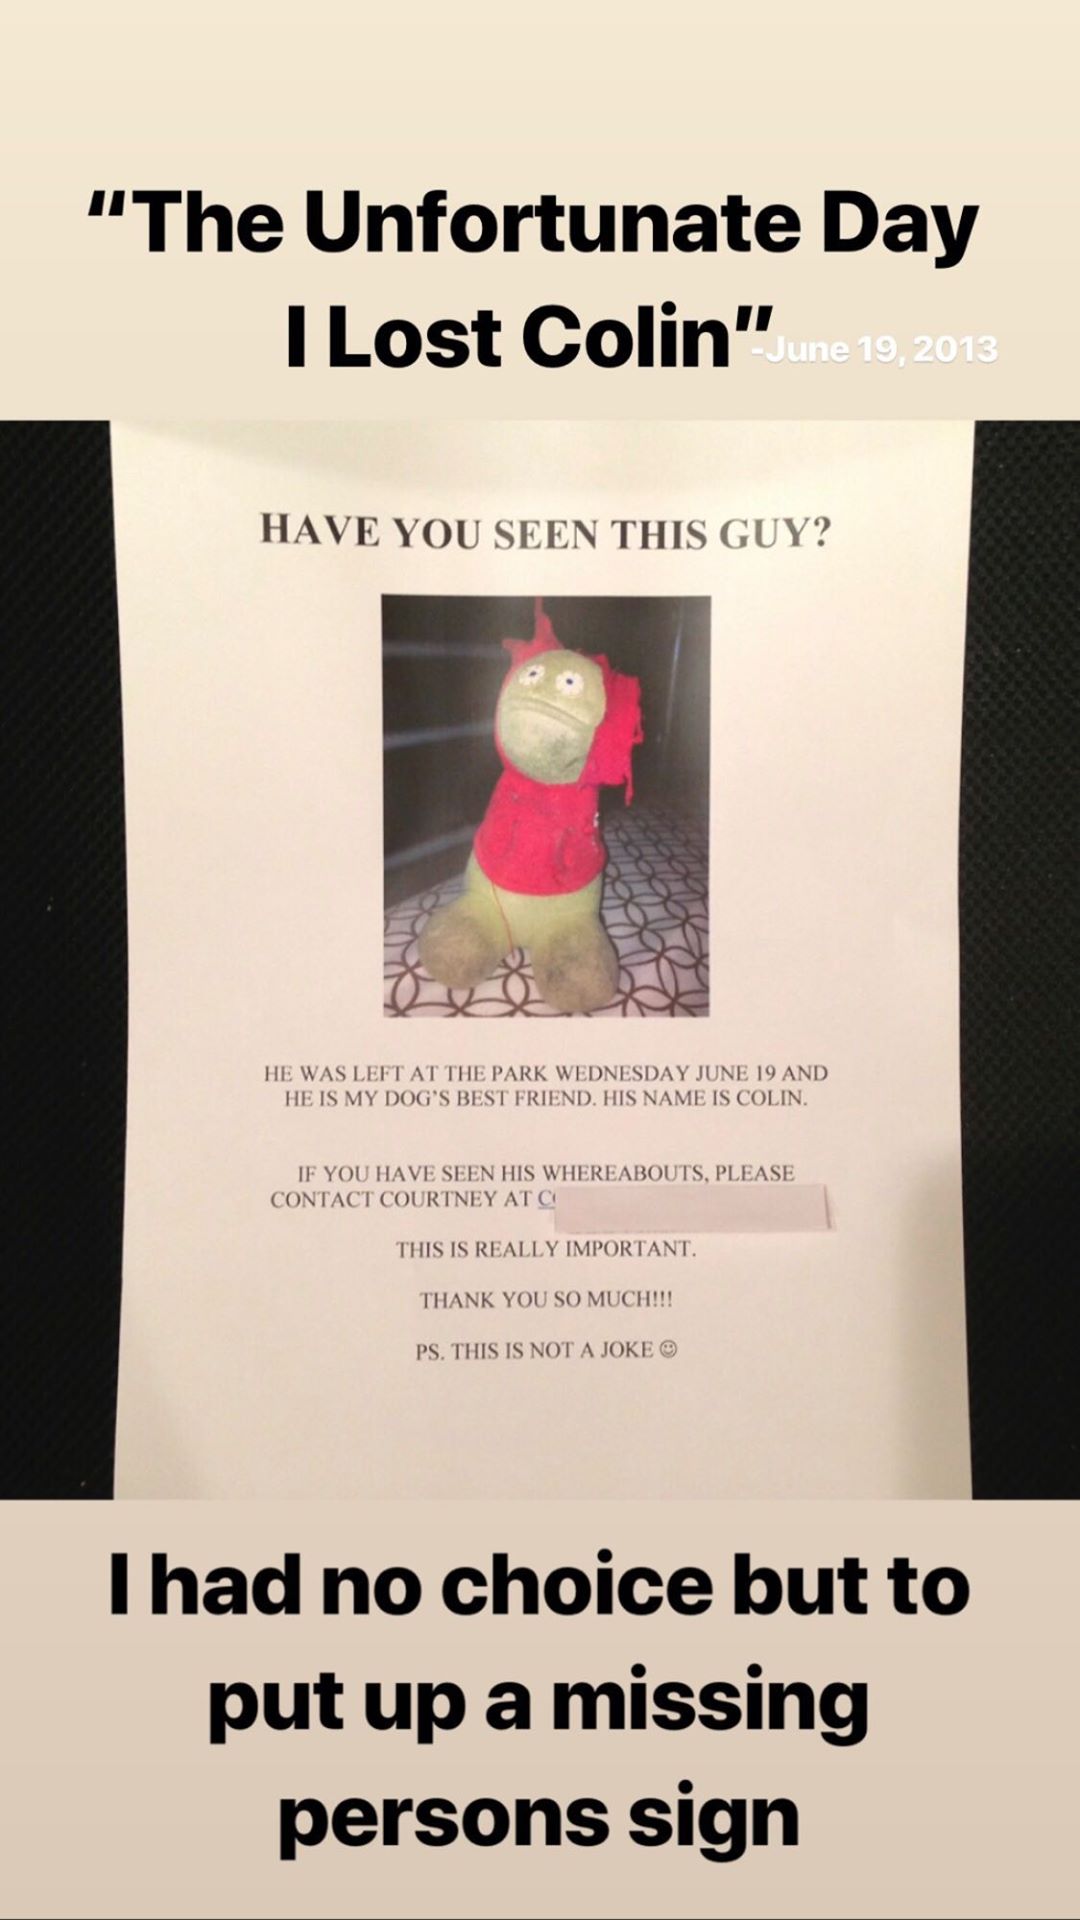 “The Unfortunate Day
I Lost Colin”
-June 19, 2013
HAVE YOU SEEN THIS GUY?
HE WAS LEFT AT THE PARK WEDNESDAY JUNE 19 AND
HE IS MY DOG’S BEST FRIEND. HIS NAME IS COLIN.
IF YOU HAVE SEEN HIS WHEREABOUTS, PLEASE
CONTACT COURTNEY AT C
THIS IS REALLY IMPORTANT.
THANK YOU SO MUCH!!!
PS. THIS IS NOT A JOKE ☺
I had no choice but to
put up a missing
persons sign